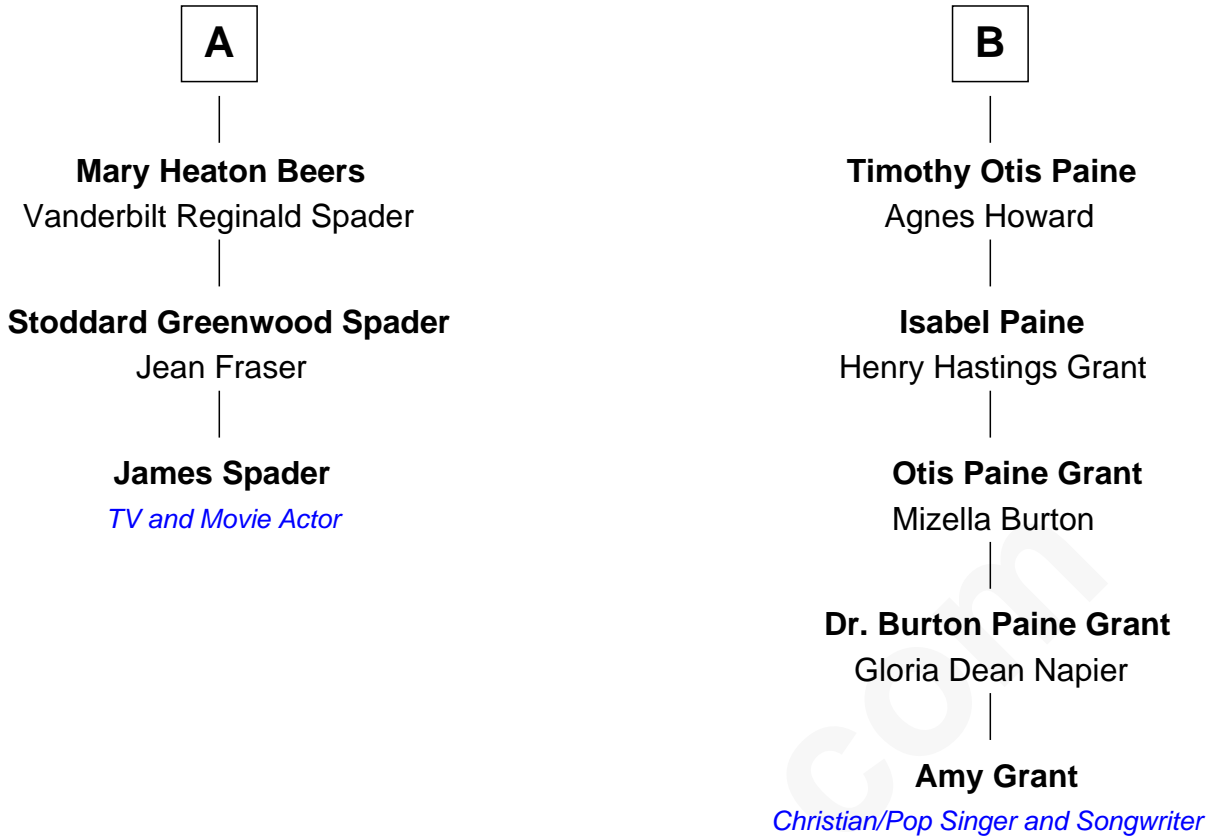 A
Mary Heaton Beers
Vanderbilt Reginald Spader
Stoddard Greenwood Spader
Jean Fraser
James Spader
TV and Movie Actor
B
Timothy Otis Paine
Agnes Howard
Isabel Paine
Henry Hastings Grant
Otis Paine Grant
Mizella Burton
Dr. Burton Paine Grant
Gloria Dean Napier
Amy Grant
Christian/Pop Singer and Songwriter
com